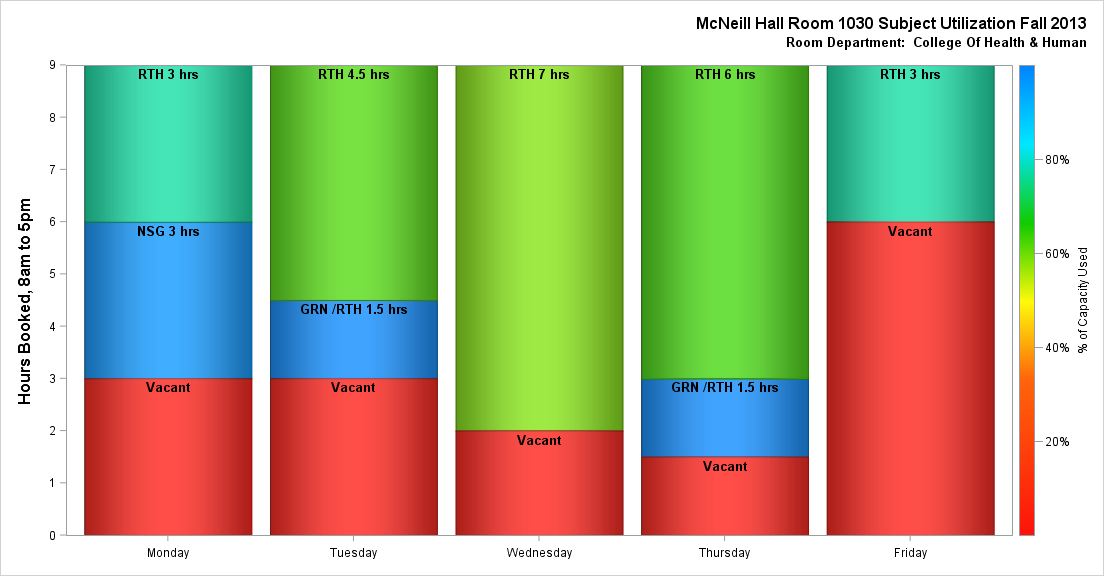 McNeill Hall Room 1030 Subject Utilization Fall 2013
Room Department:  College Of Health & Human
Hours Booked, 8am to 5pm
9
8
7
6
5
4
3
2
1
0
RTH 3 hrs
NSG 3 hrs
Vacant
RTH 4.5 hrs
GRN /RTH 1.5 hrs
Vacant
RTH 7 hrs
Vacant
RTH 6 hrs
GRN /RTH 1.5 hrs
Vacant
RTH 3 hrs
Vacant
Monday
Tuesday
Wednesday
Thursday
Friday
80%
60%
40%
20%
% of Capacity Used